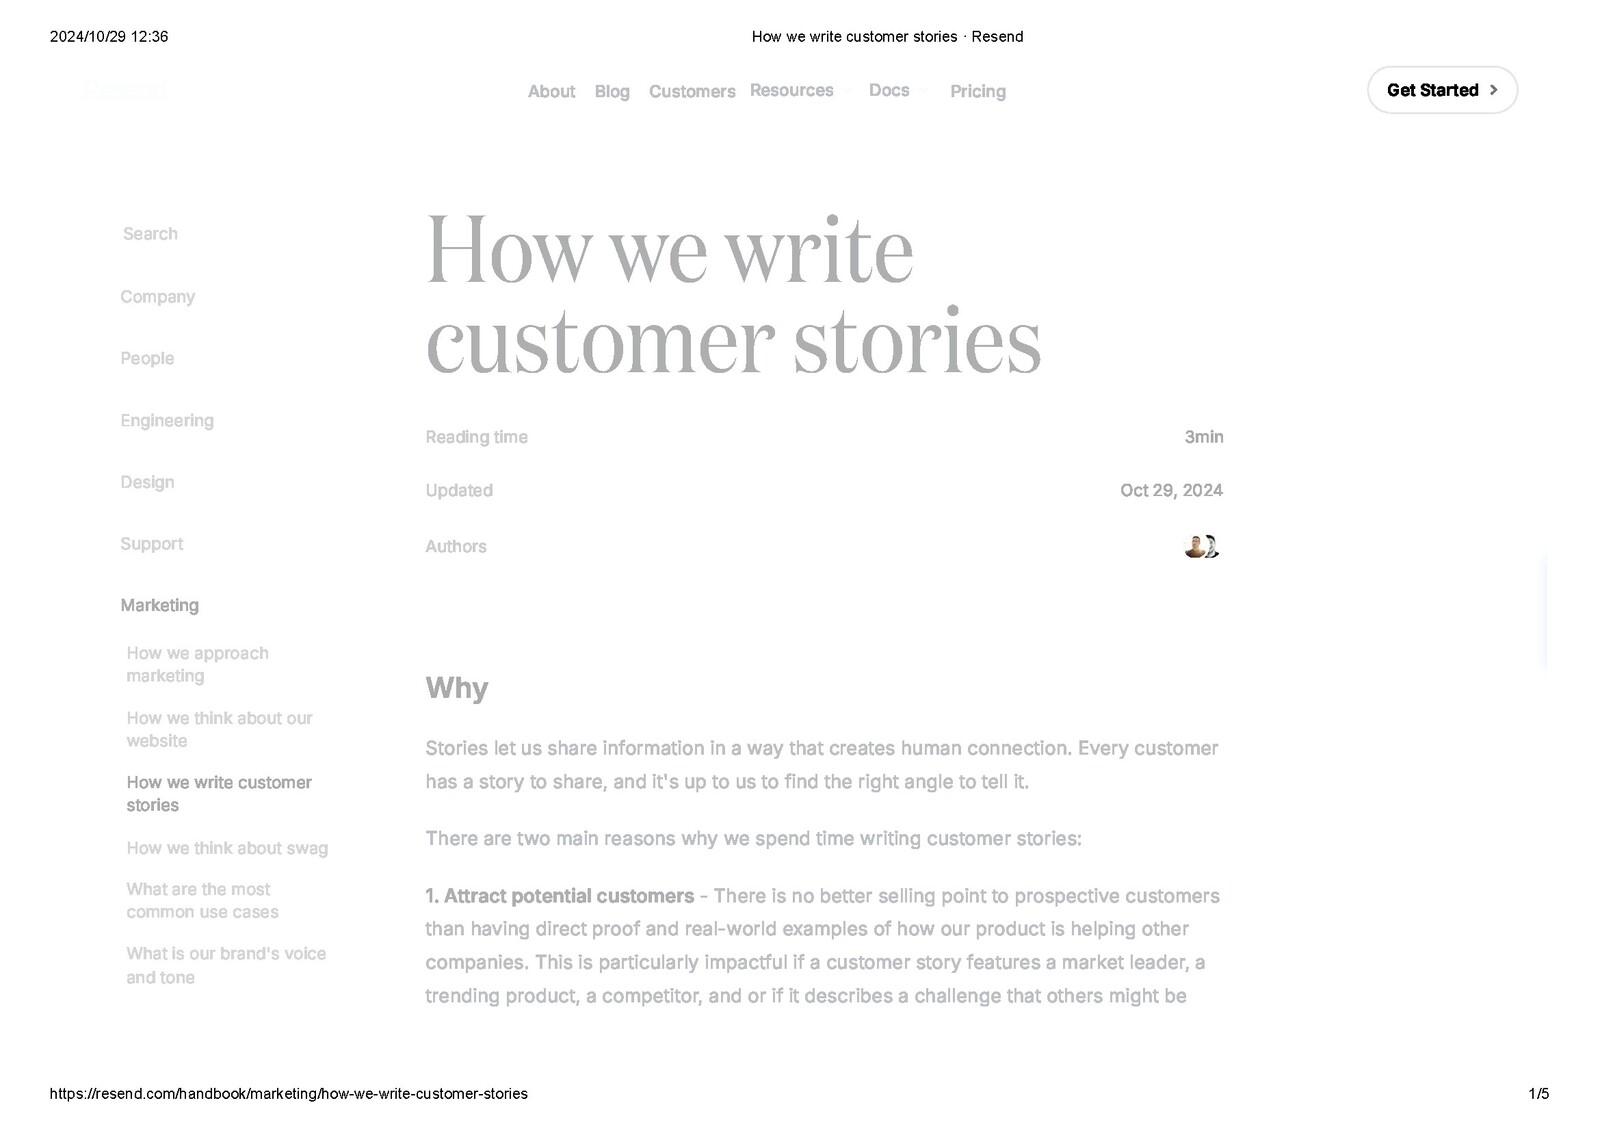 2024/10/29 12:36
How we write customer stories · Resend
Resend
About Blog Customers Resources Docs Pricing
Get Started
Search
Company
People
Engineering
Design
Support
Marketing
How we approach
marketing
How we think about our
website
How we write customer
stories
How we think about swag
What are the most
common use cases
What is our brand's voice
and tone
How we write
customer stories
Reading time 3min
Updated Oct 29, 2024
Authors
Why
Stories let us share information in a way that creates human connection. Every customer
has a story to share, and it's up to us to find the right angle to tell it.
There are two main reasons why we spend time writing customer stories:
1. Attract potential customers - There is no better selling point to prospective customers
than having direct proof and real-world examples of how our product is helping other
companies. This is particularly impactful if a customer story features a market leader, a
trending product, a competitor, and or if it describes a challenge that others might be
https://resend.com/handbook/marketing/how-we-write-customer-stories
1/5